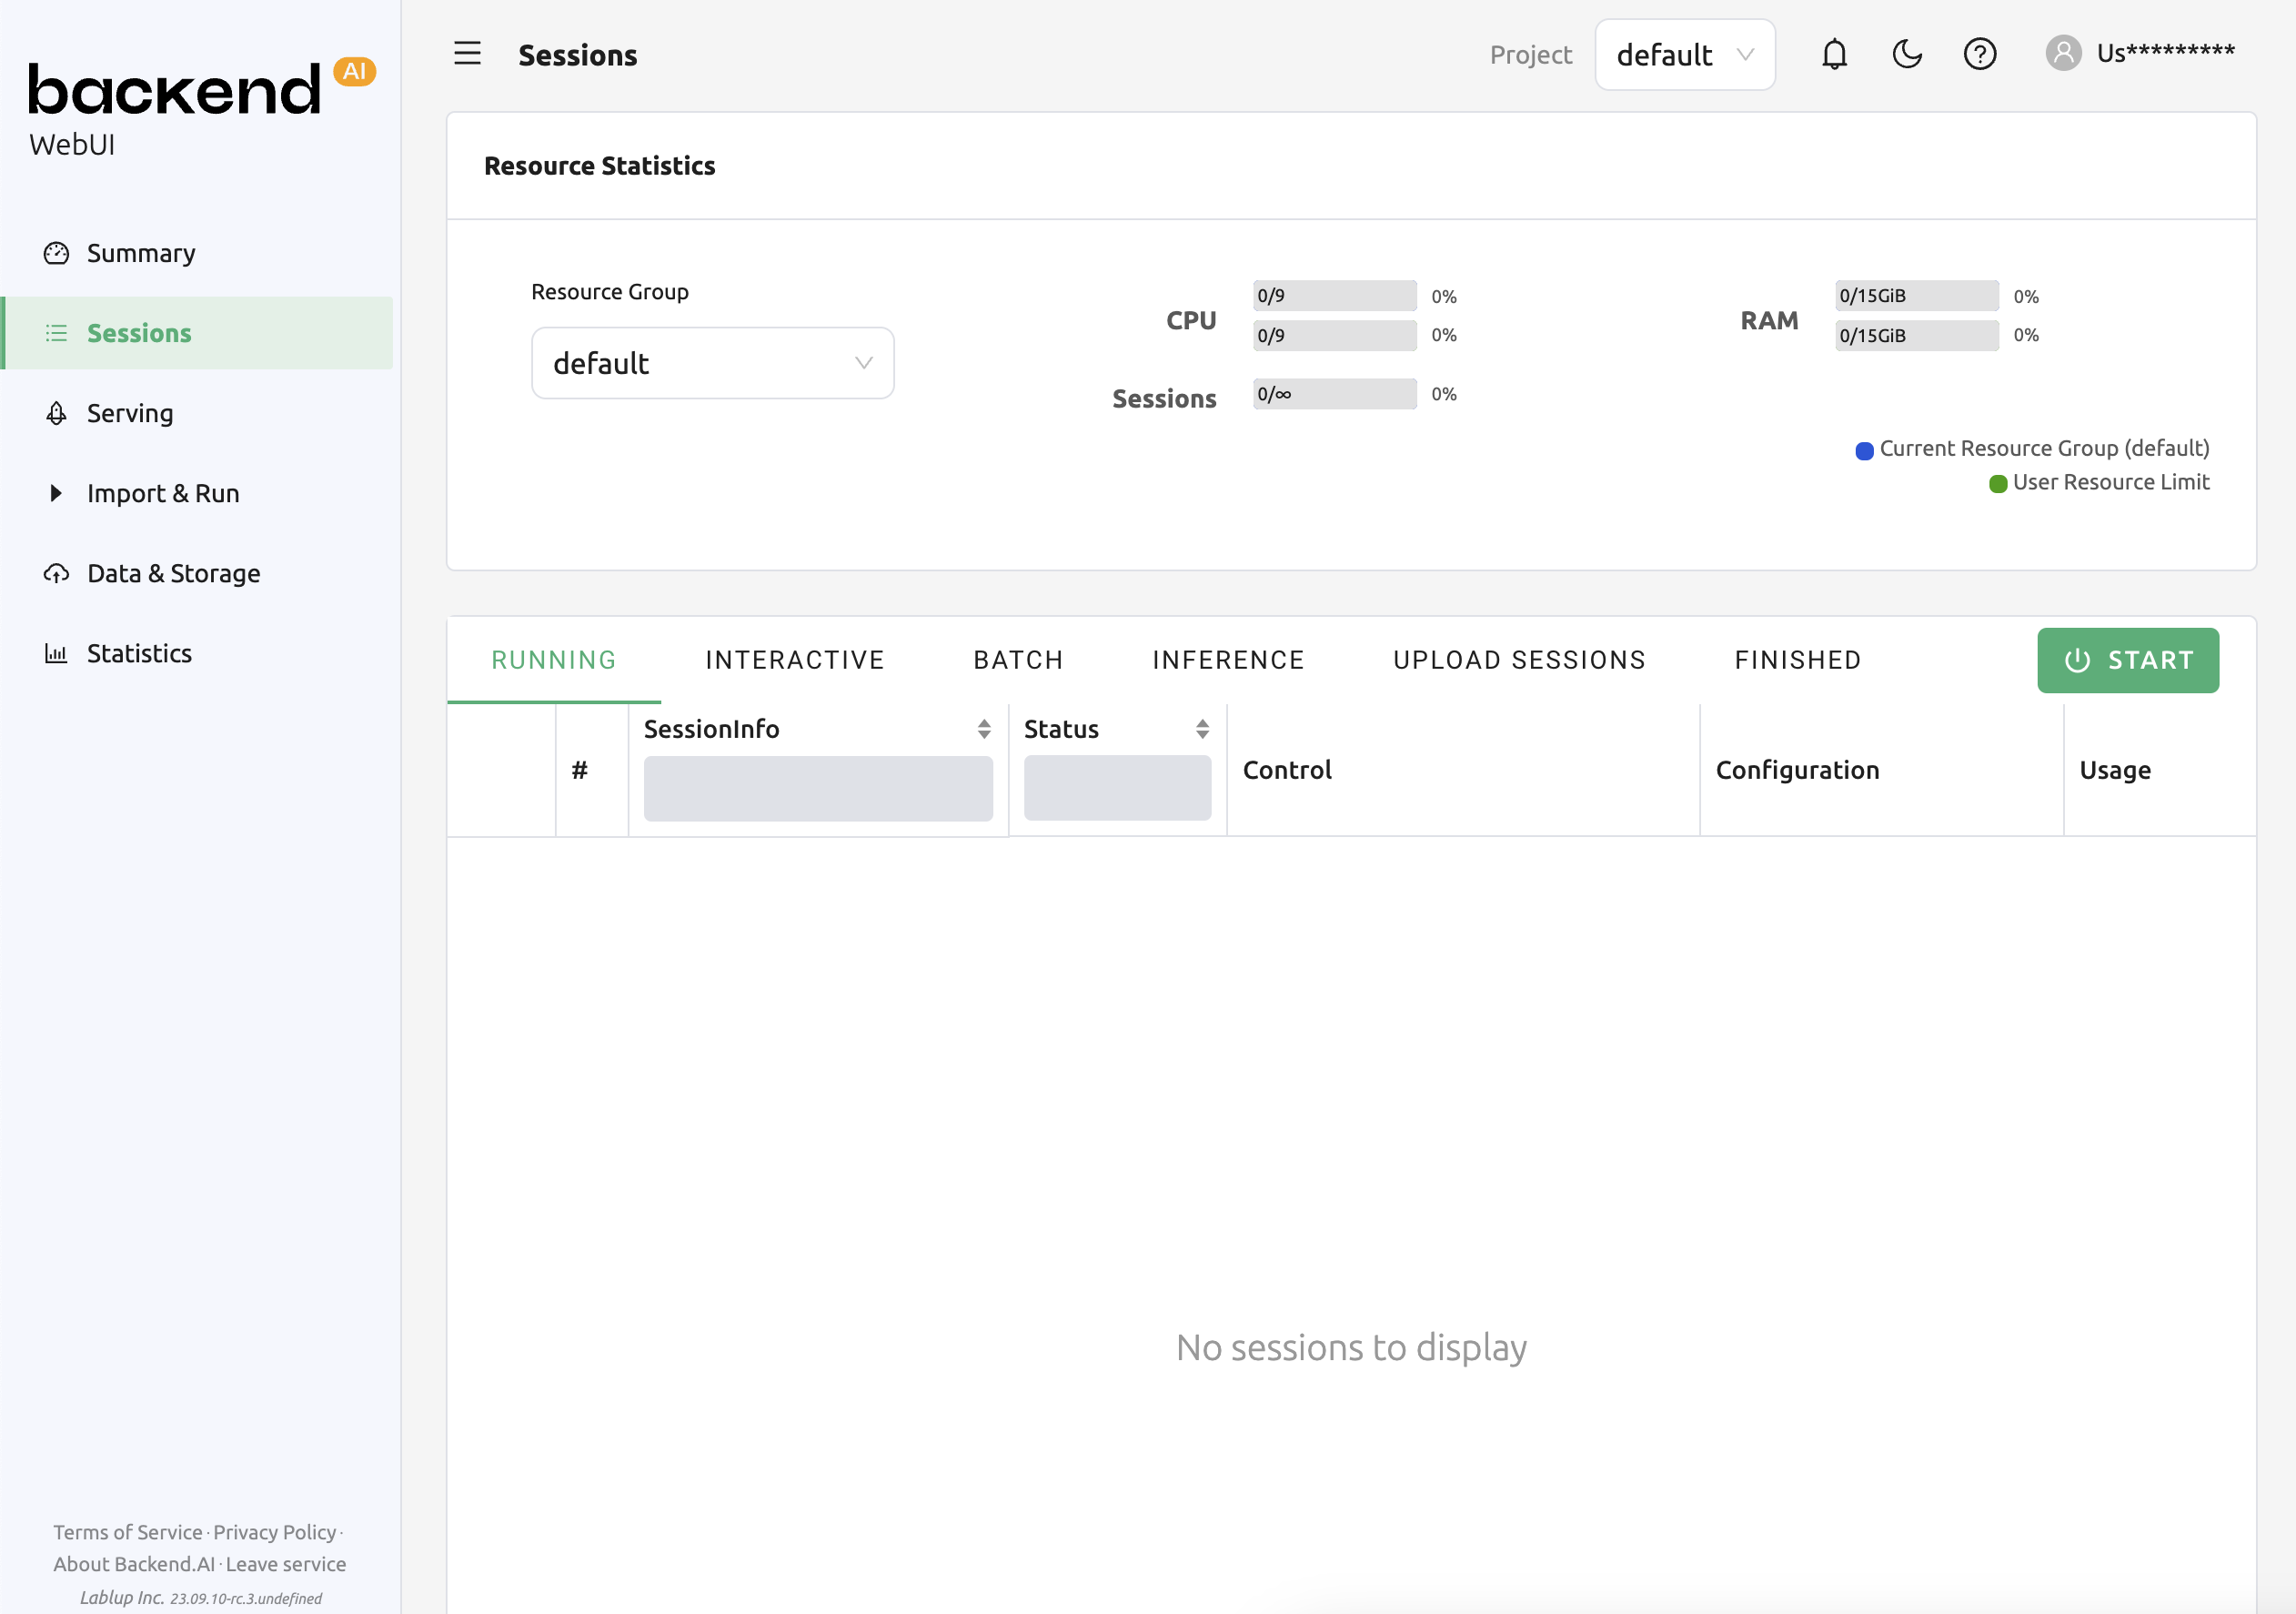 backend AI
WebUI
Summary
Sessions
Serving
Import & Run
Data & Storage
Statistics
Terms of Service · Privacy Policy ·
About Backend.AI · Leave service
Lablup Inc. 23.09.10-rc.3.undefined
Sessions
Project default
Us*********
Resource Statistics
Resource Group
default
CPU
0/9 0%
0/9 0%
RAM
0/15GiB 0%
0/15GiB 0%
Sessions
0/∞ 0%
Current Resource Group (default)
User Resource Limit
RUNNING INTERACTIVE BATCH INFERENCE UPLOAD SESSIONS FINISHED START
# SessionInfo Status Control Configuration Usage
No sessions to display